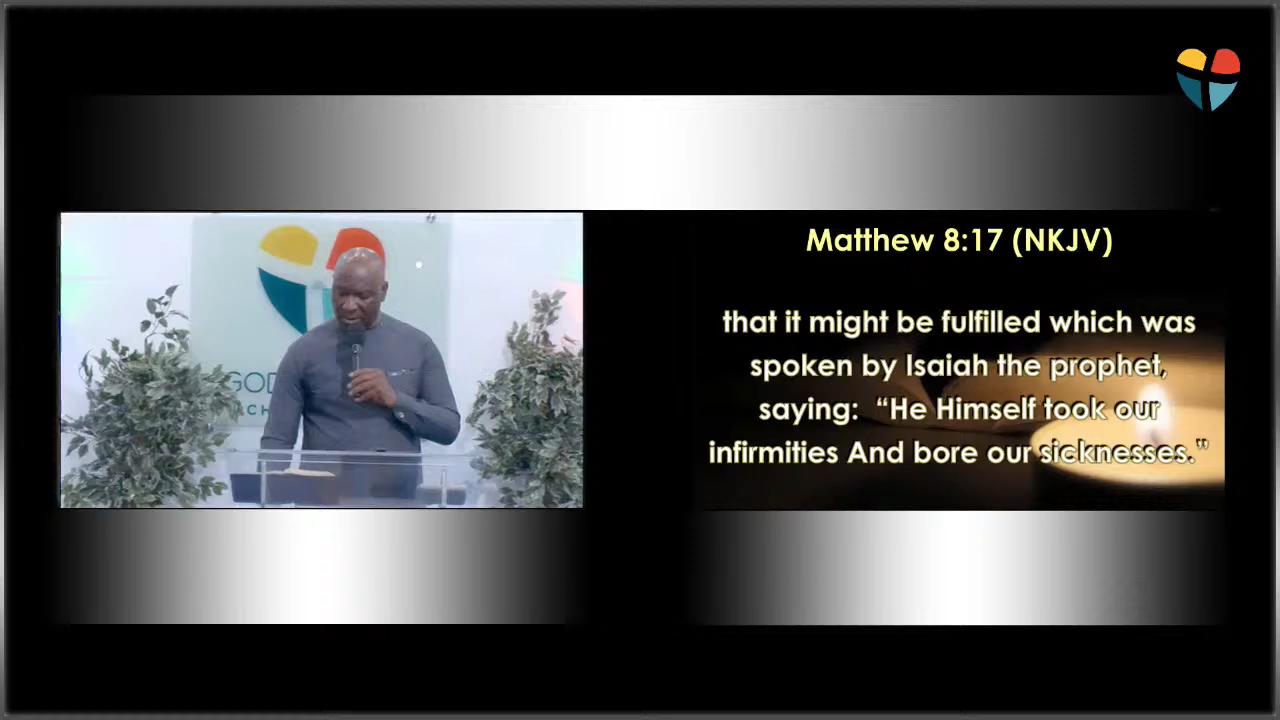 Matthew 8:17 (NKJV)
that it might be fulfilled which was
spoken by Isaiah the prophet,
saying: “He Himself took our
infirmities And bore our sicknesses.”